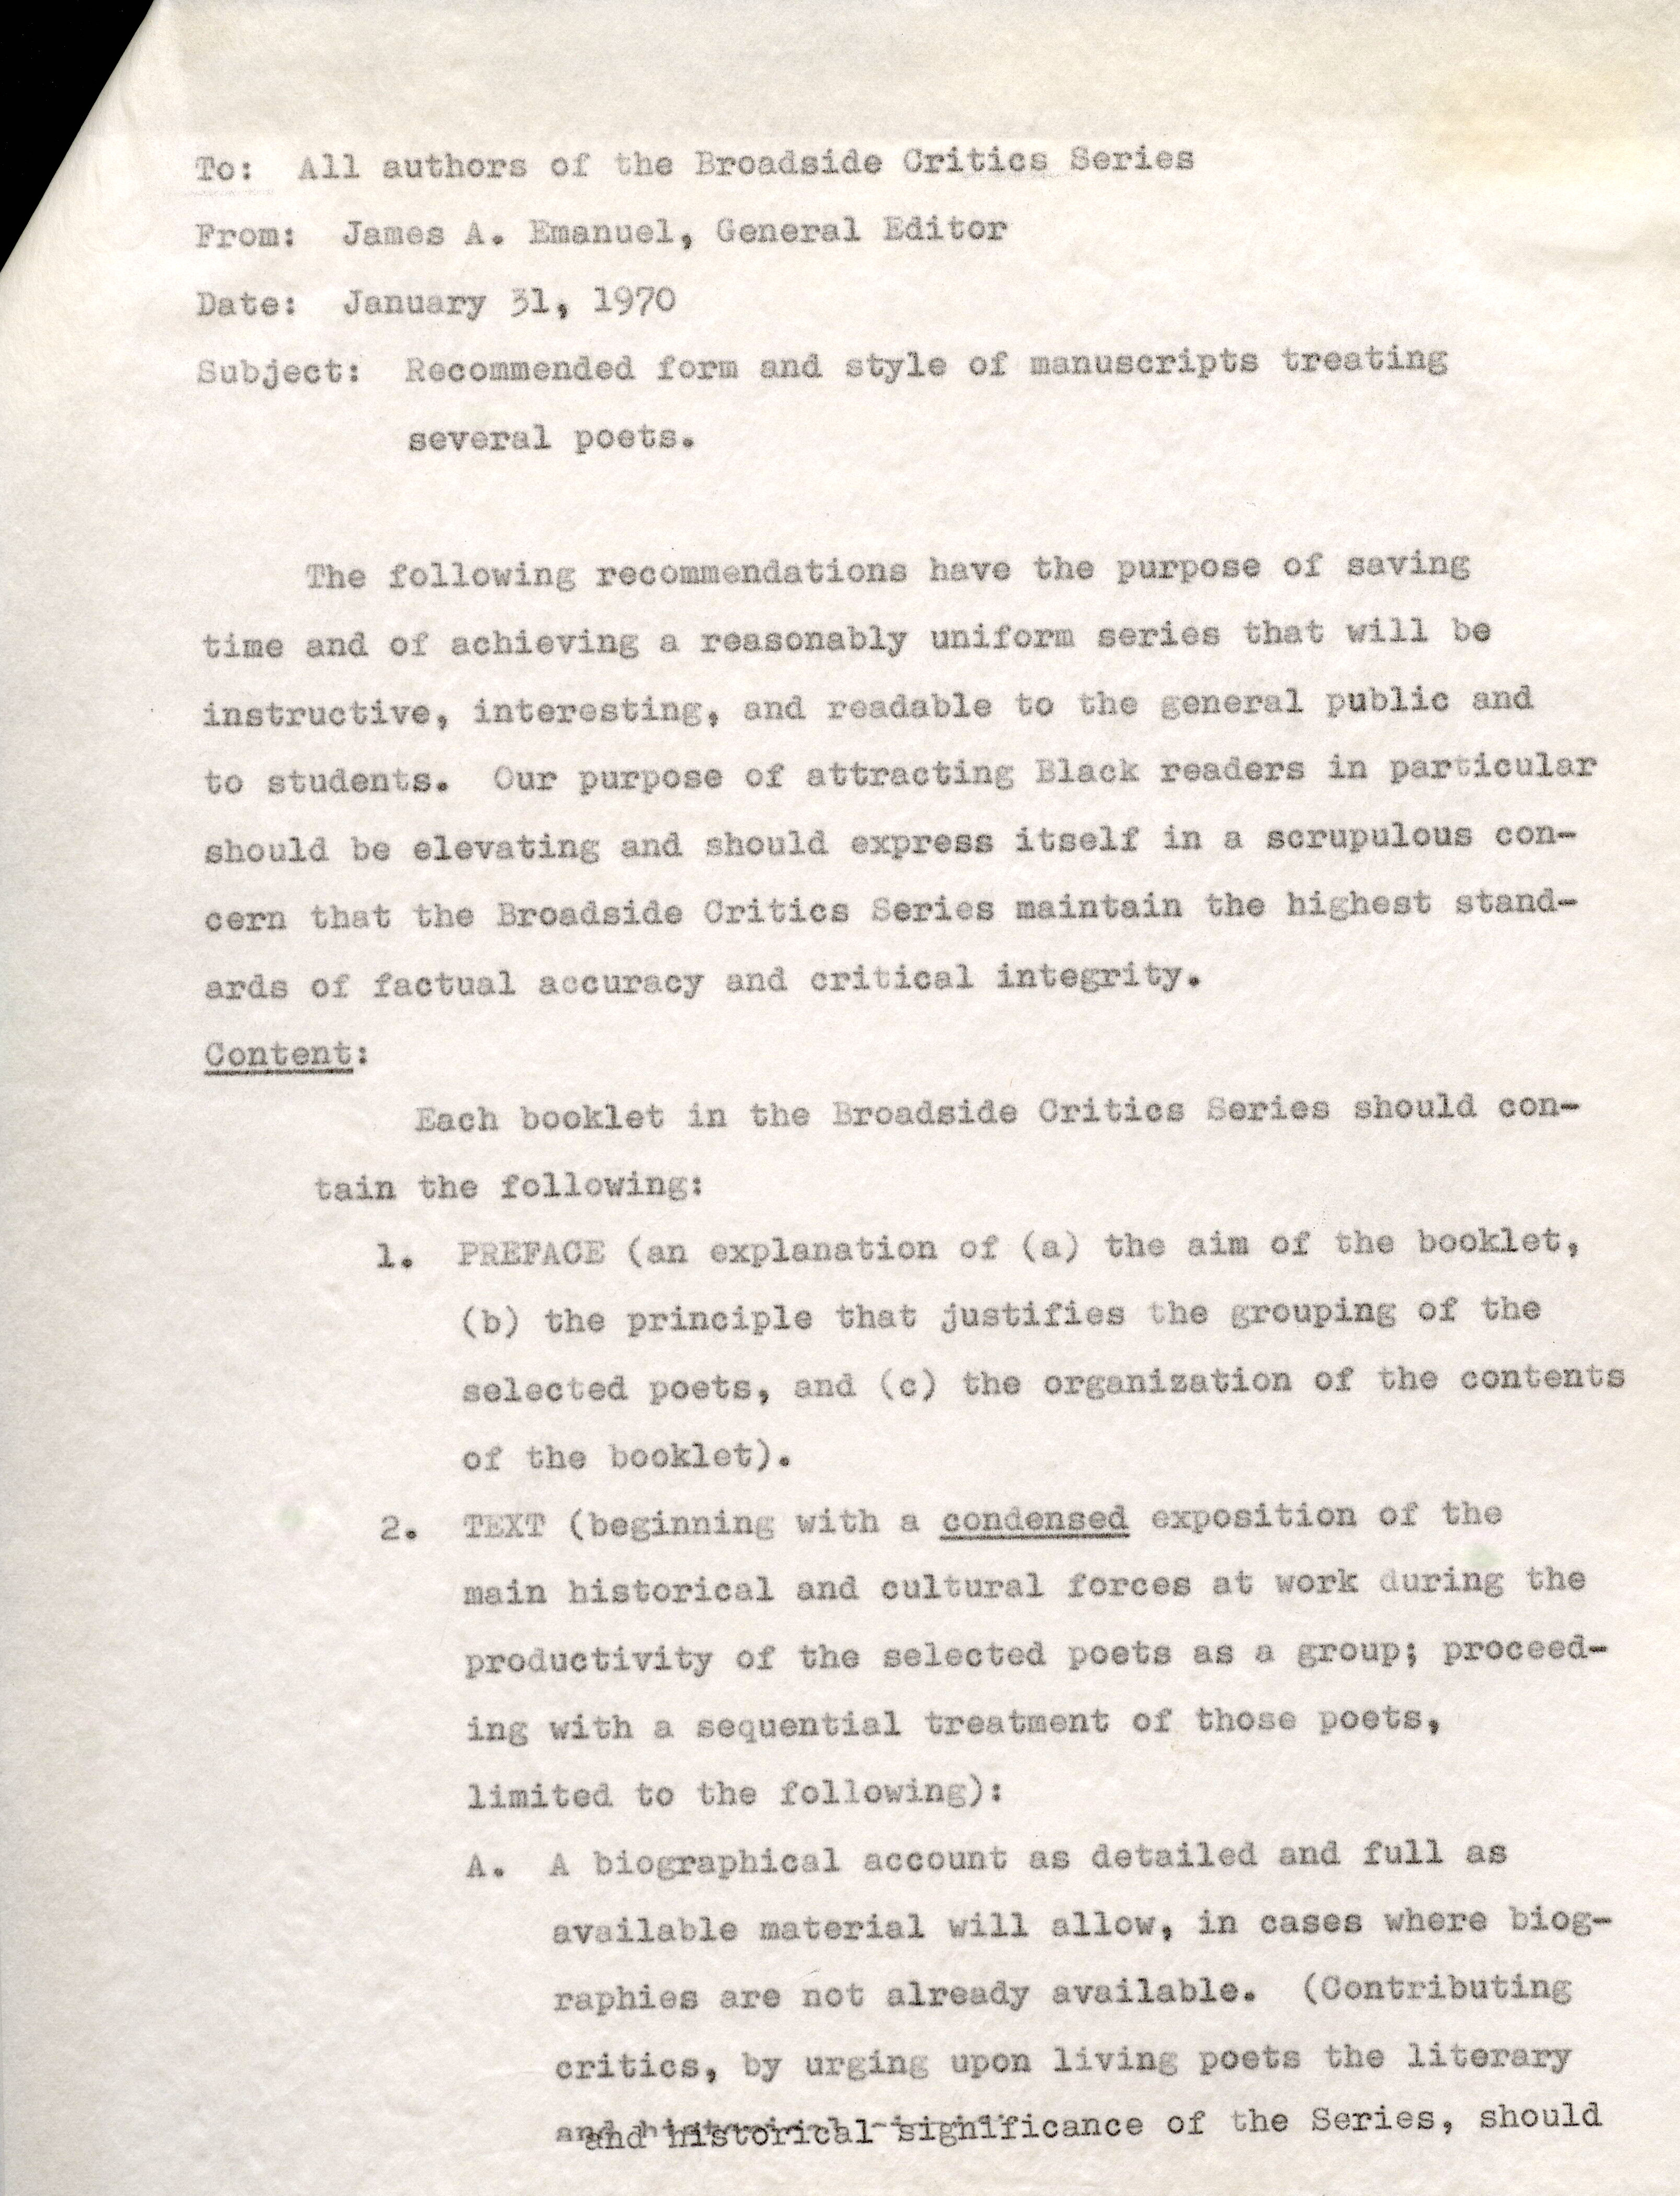 To:  All authors of the Broadside Critics Series
From:  James A. Emanuel, General Editor
Date:  January 31, 1970
Subject:  Recommended form and style of manuscripts treating
several poets.
The following recommendations have the purpose of saving
time and of achieving a reasonably uniform series that will be
instructive, interesting, and readable to the general public and
to students.  Our purpose of attracting Black readers in particular
should be elevating and should express itself in a scrupulous con-
cern that the Broadside Critics Series maintain the highest stand-
ards of factual accuracy and critical integrity.
Content:
Each booklet in the Broadside Critics Series should con-
tain the following:
1.  PREFACE (an explanation of (a) the aim of the booklet,
(b) the principle that justifies the grouping of the
selected poets, and (c) the organization of the contents
of the booklet).
2.  TEXT (beginning with a condensed exposition of the
main historical and cultural forces at work during the
productivity of the selected poets as a group; proceed-
ing with a sequential treatment of those poets,
limited to the following):
A.  A biographical account as detailed and full as
available material will allow, in cases where biog-
raphies are not already available.  (Contributing
critics, by urging upon living poets the literary
and historical significance of the Series, should